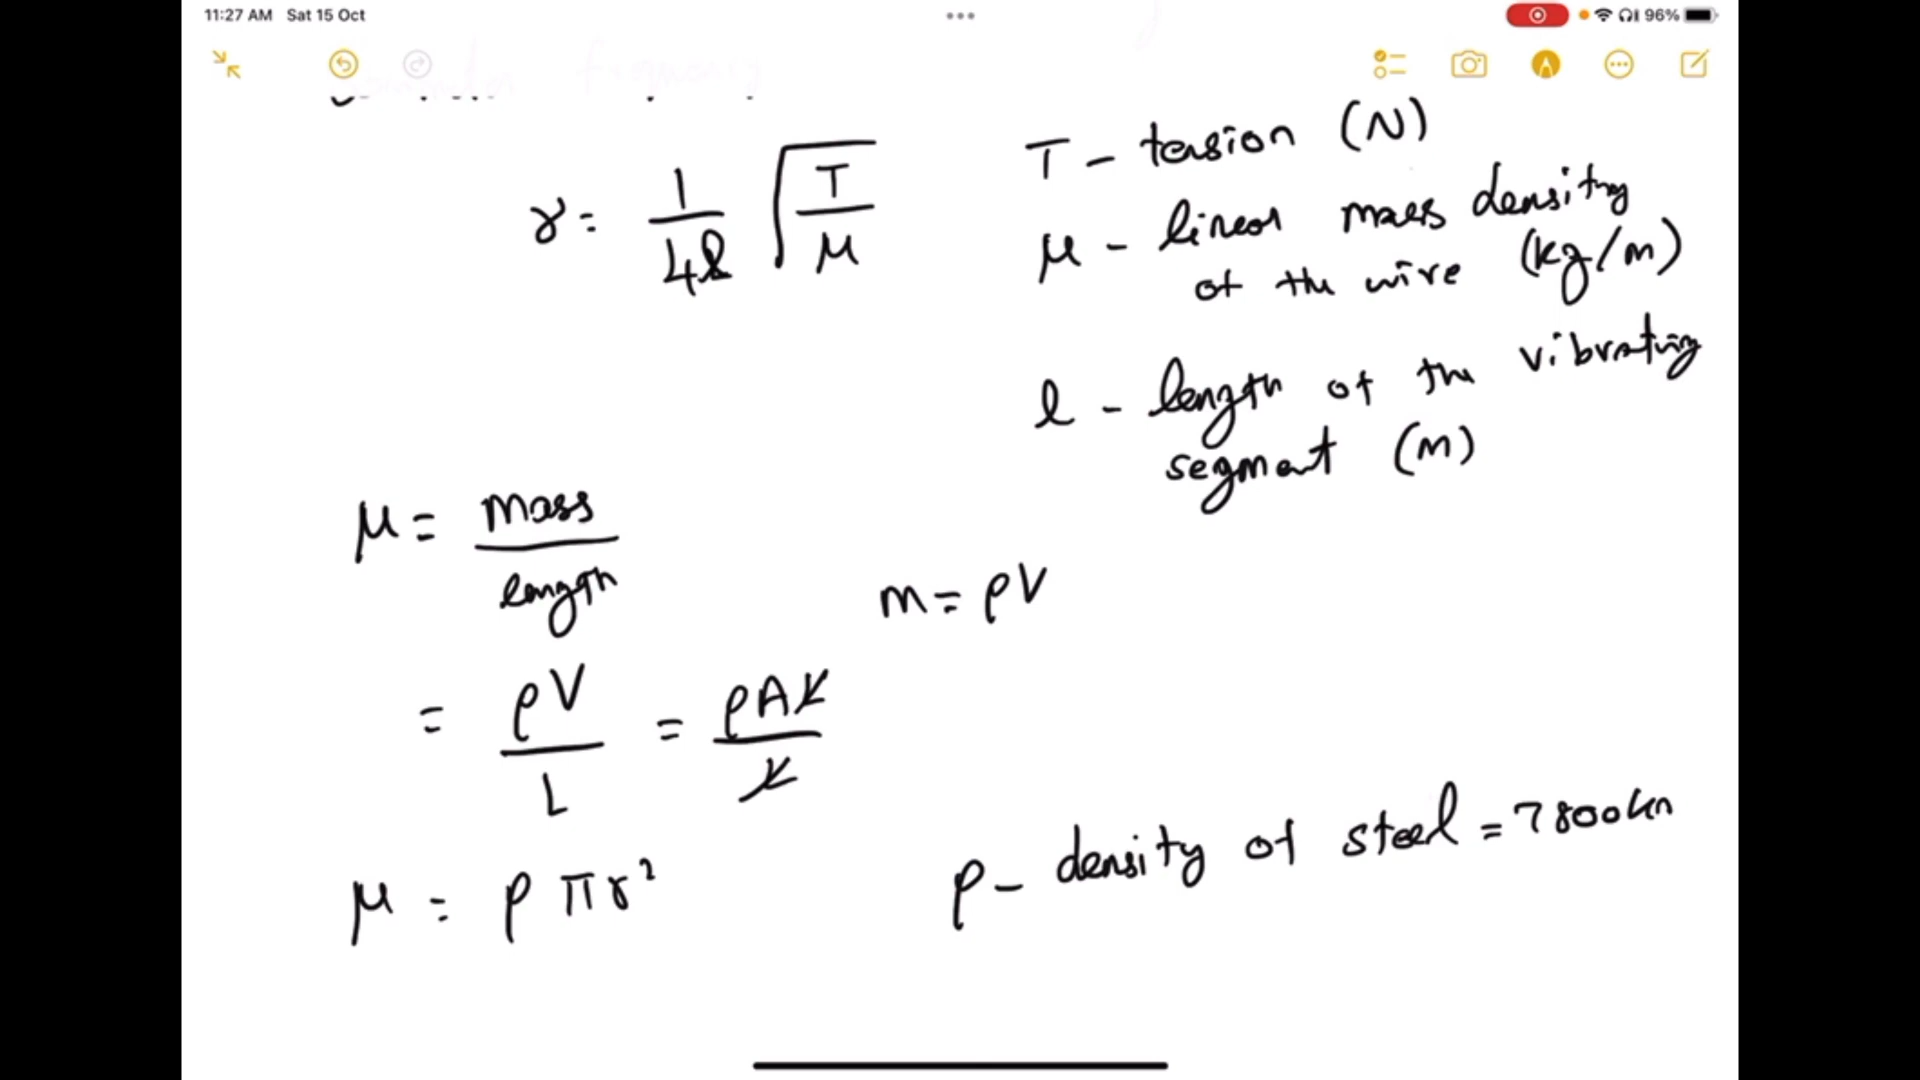 11:27 AM Sat 15 Oct
96%
γ = 1/4l √T/μ
T - tension (N)
μ - linear mass density
of the wire (kg/m)
l - length of the vibrating
segment (m)
μ = mass/length
m = ρV
= ρV/L = ρAL/L
μ = ρπr²
ρ - density of steel = 7800